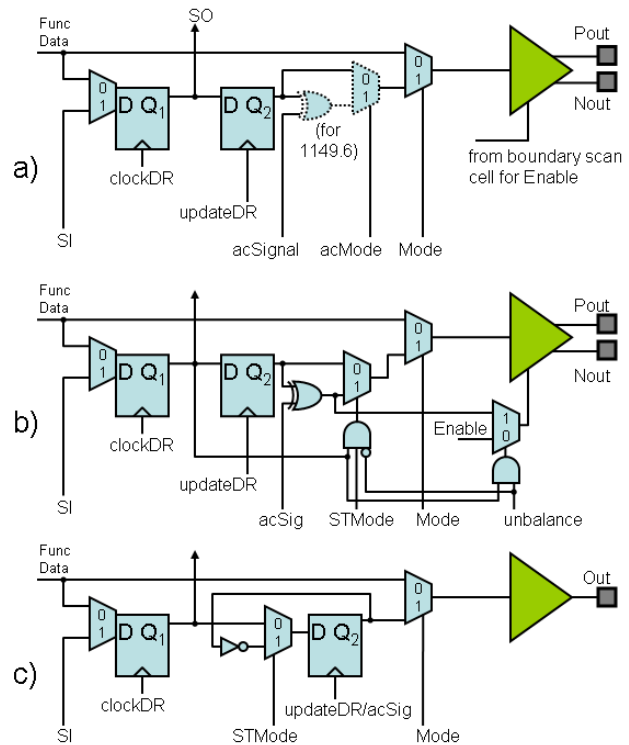 SO
Func
Data
Pout
Nout
0
1
D Q1
D Q2
0
1
0
1
(for
1149.6)
from boundary scan
cell for Enable
a)
clockDR
updateDR
SI
acSignal
acMode
Mode
Func
Data
Pout
Nout
0
1
D Q1
D Q2
0
1
0
1
1
0
Enable
b)
clockDR
updateDR
SI
acSig
STMode
Mode
unbalance
Func
Data
Out
0
1
D Q1
0
1
D Q2
0
1
c)
clockDR
updateDR/acSig
SI
STMode
Mode